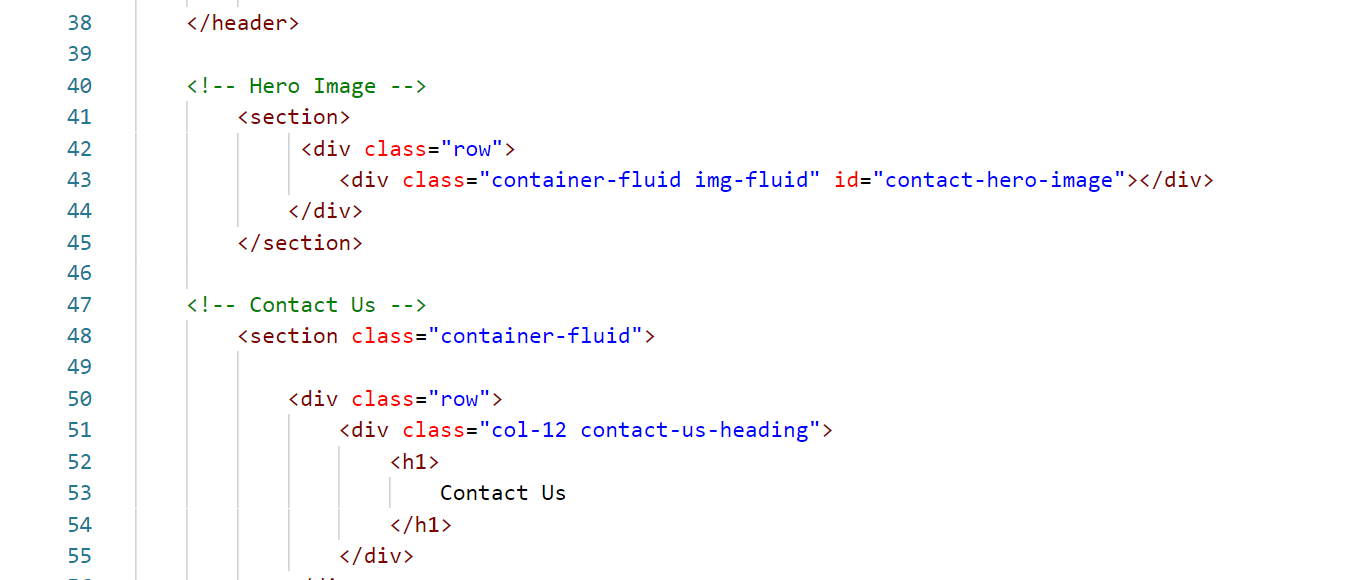 38 </header>
39
40 <!-- Hero Image -->
41 <section>
42 <div class="row">
43 <div class="container-fluid img-fluid" id="contact-hero-image"></div>
44 </div>
45 </section>
46
47 <!-- Contact Us -->
48 <section class="container-fluid">
49
50 <div class="row">
51 <div class="col-12 contact-us-heading">
52 <h1>
53 Contact Us
54 </h1>
55 </div>